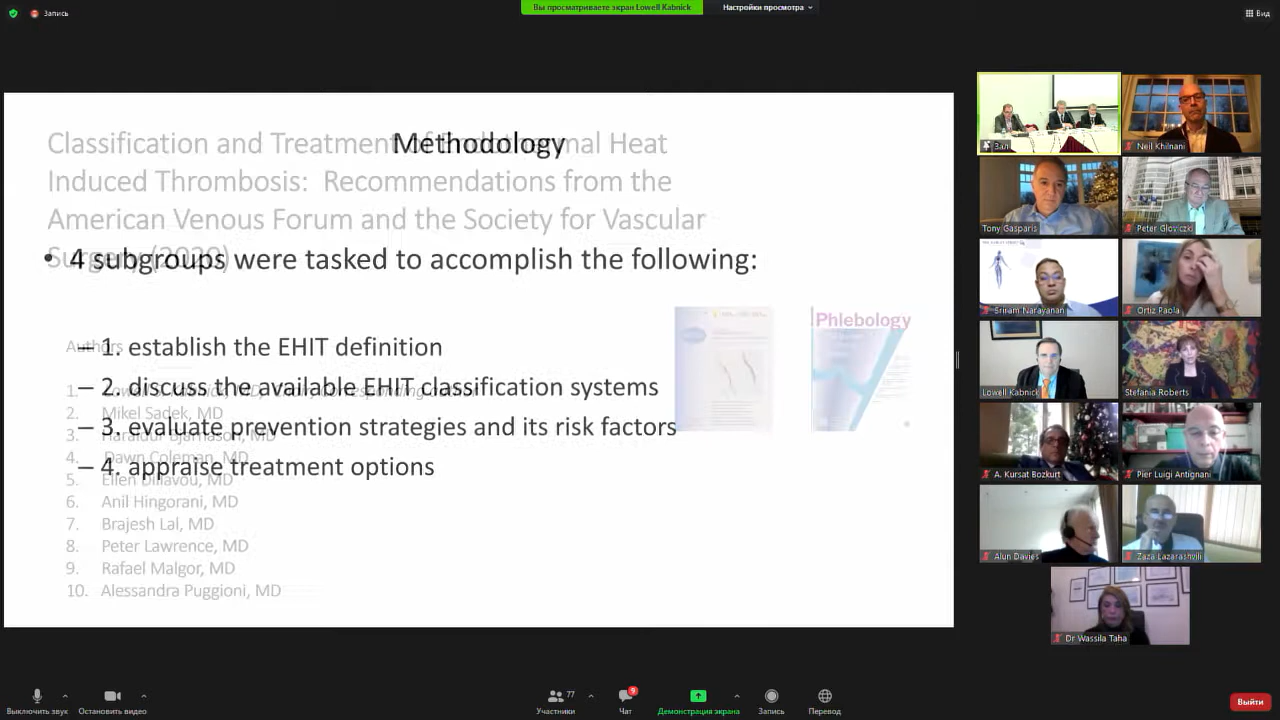 Запись
Вы просматриваете экран Lowell Kabnick
Настройки просмотра
Вид
Methodology
Classification and Treatment of Endothermal Heat
Induced Thrombosis: Recommendations from the
American Venous Forum and the Society for Vascular
Surgery (2020)
• 4 subgroups were tasked to accomplish the following:
– 1. establish the EHIT definition
– 2. discuss the available EHIT classification systems
– 3. evaluate prevention strategies and its risk factors
– 4. appraise treatment options
Authors
1.
2. Mikel Sadek, MD
3. Haraldur Bjarnason, MD
4. Dawn Coleman, MD
5. Ellen Dillavou, MD
6. Anil Hingorani, MD
7. Brajesh Lal, MD
8. Peter Lawrence, MD
9. Rafael Malgor, MD
10. Alessandra Puggioni, MD
Phlebology
Зал
Neil Khilnani
Tony Gasparis
Peter Gloviczki
Sriram Narayanan
Ortiz Paola
Lowell Kabnick
Stefania Roberts
A. Kursat Bozkurt
Pier Luigi Antignani
Alun Davies
Zaza Lazarashvili
Dr Wassila Taha
Выключить звук
Остановить видео
77
Участники
9
Чат
Демонстрация экрана
Запись
Перевод
Выйти